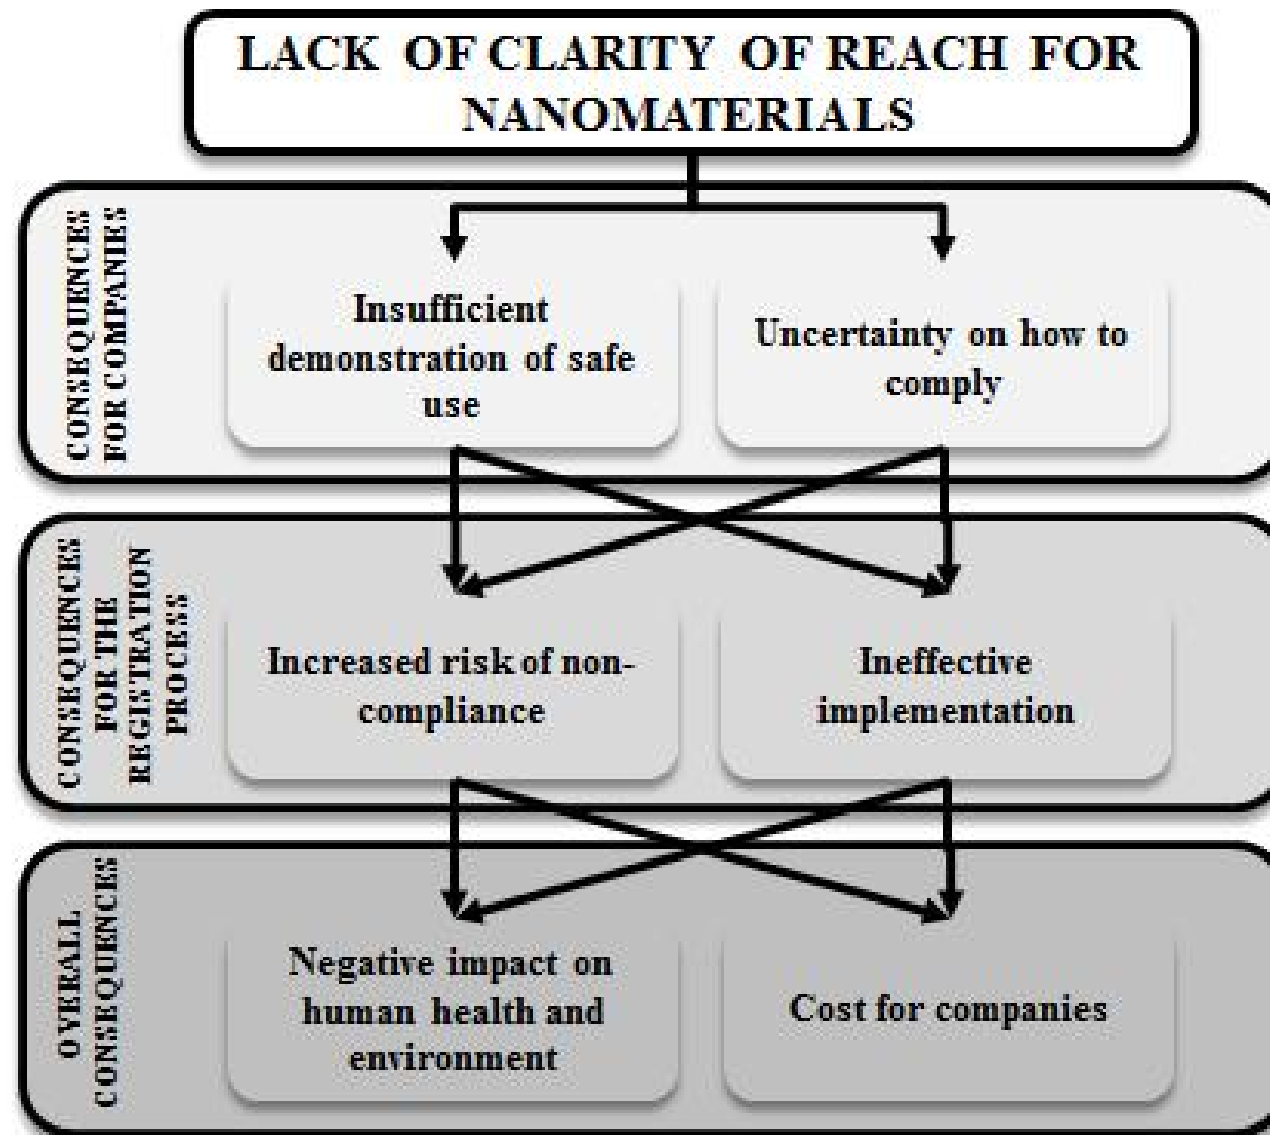 LACK OF CLARITY OF REACH FOR
NANOMATERIALS
CONSEQUENCES
FOR COMPANIES
Insufficient
demonstration of safe
use
Uncertainty on how to
comply
CONSEQUENCES
FOR THE
REGISTRATION
PROCESS
Increased risk of non-
compliance
Ineffective
implementation
OVERALL
CONSEQUENCES
Negative impact on
human health and
environment
Cost for companies